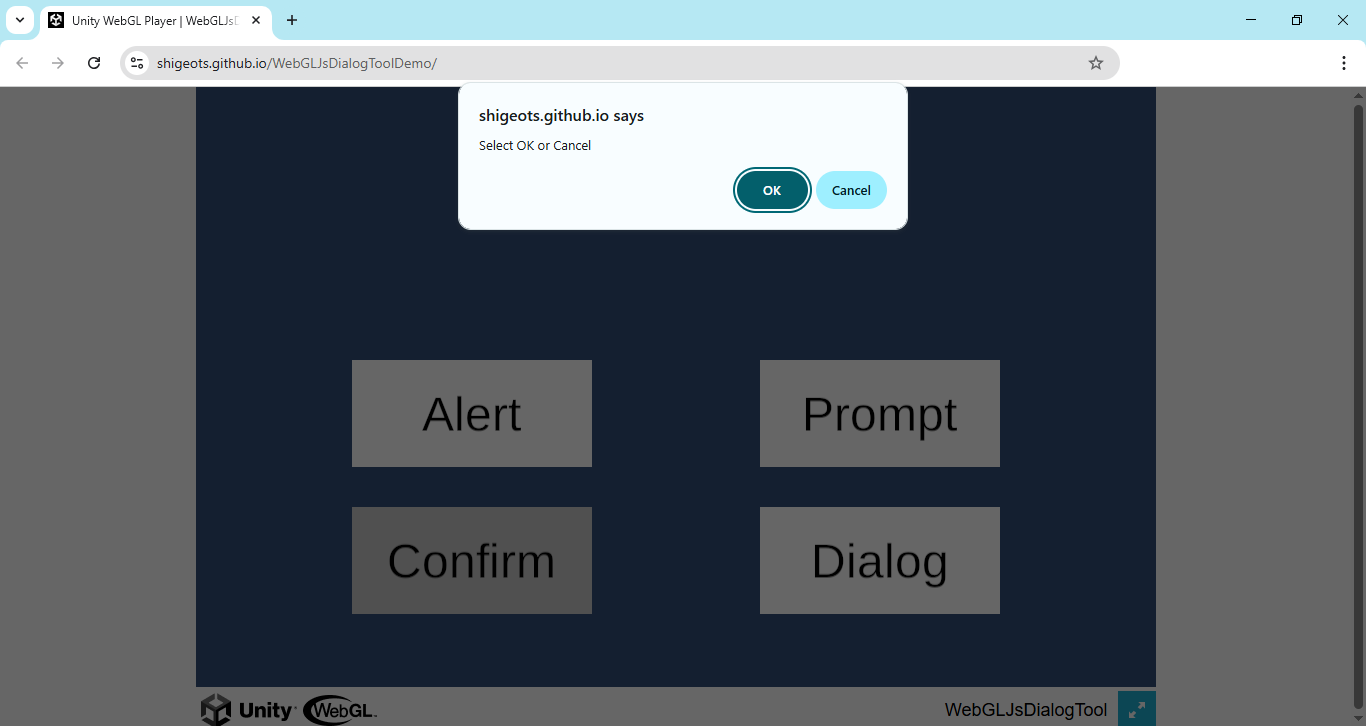 Unity WebGL Player | WebGLJsD
shigeots.github.io/WebGLJsDialogToolDemo/
shigeots.github.io says
Select OK or Cancel
OK
Cancel
Alert
Prompt
Confirm
Dialog
Unity
WebGL
WebGLJsDialogTool